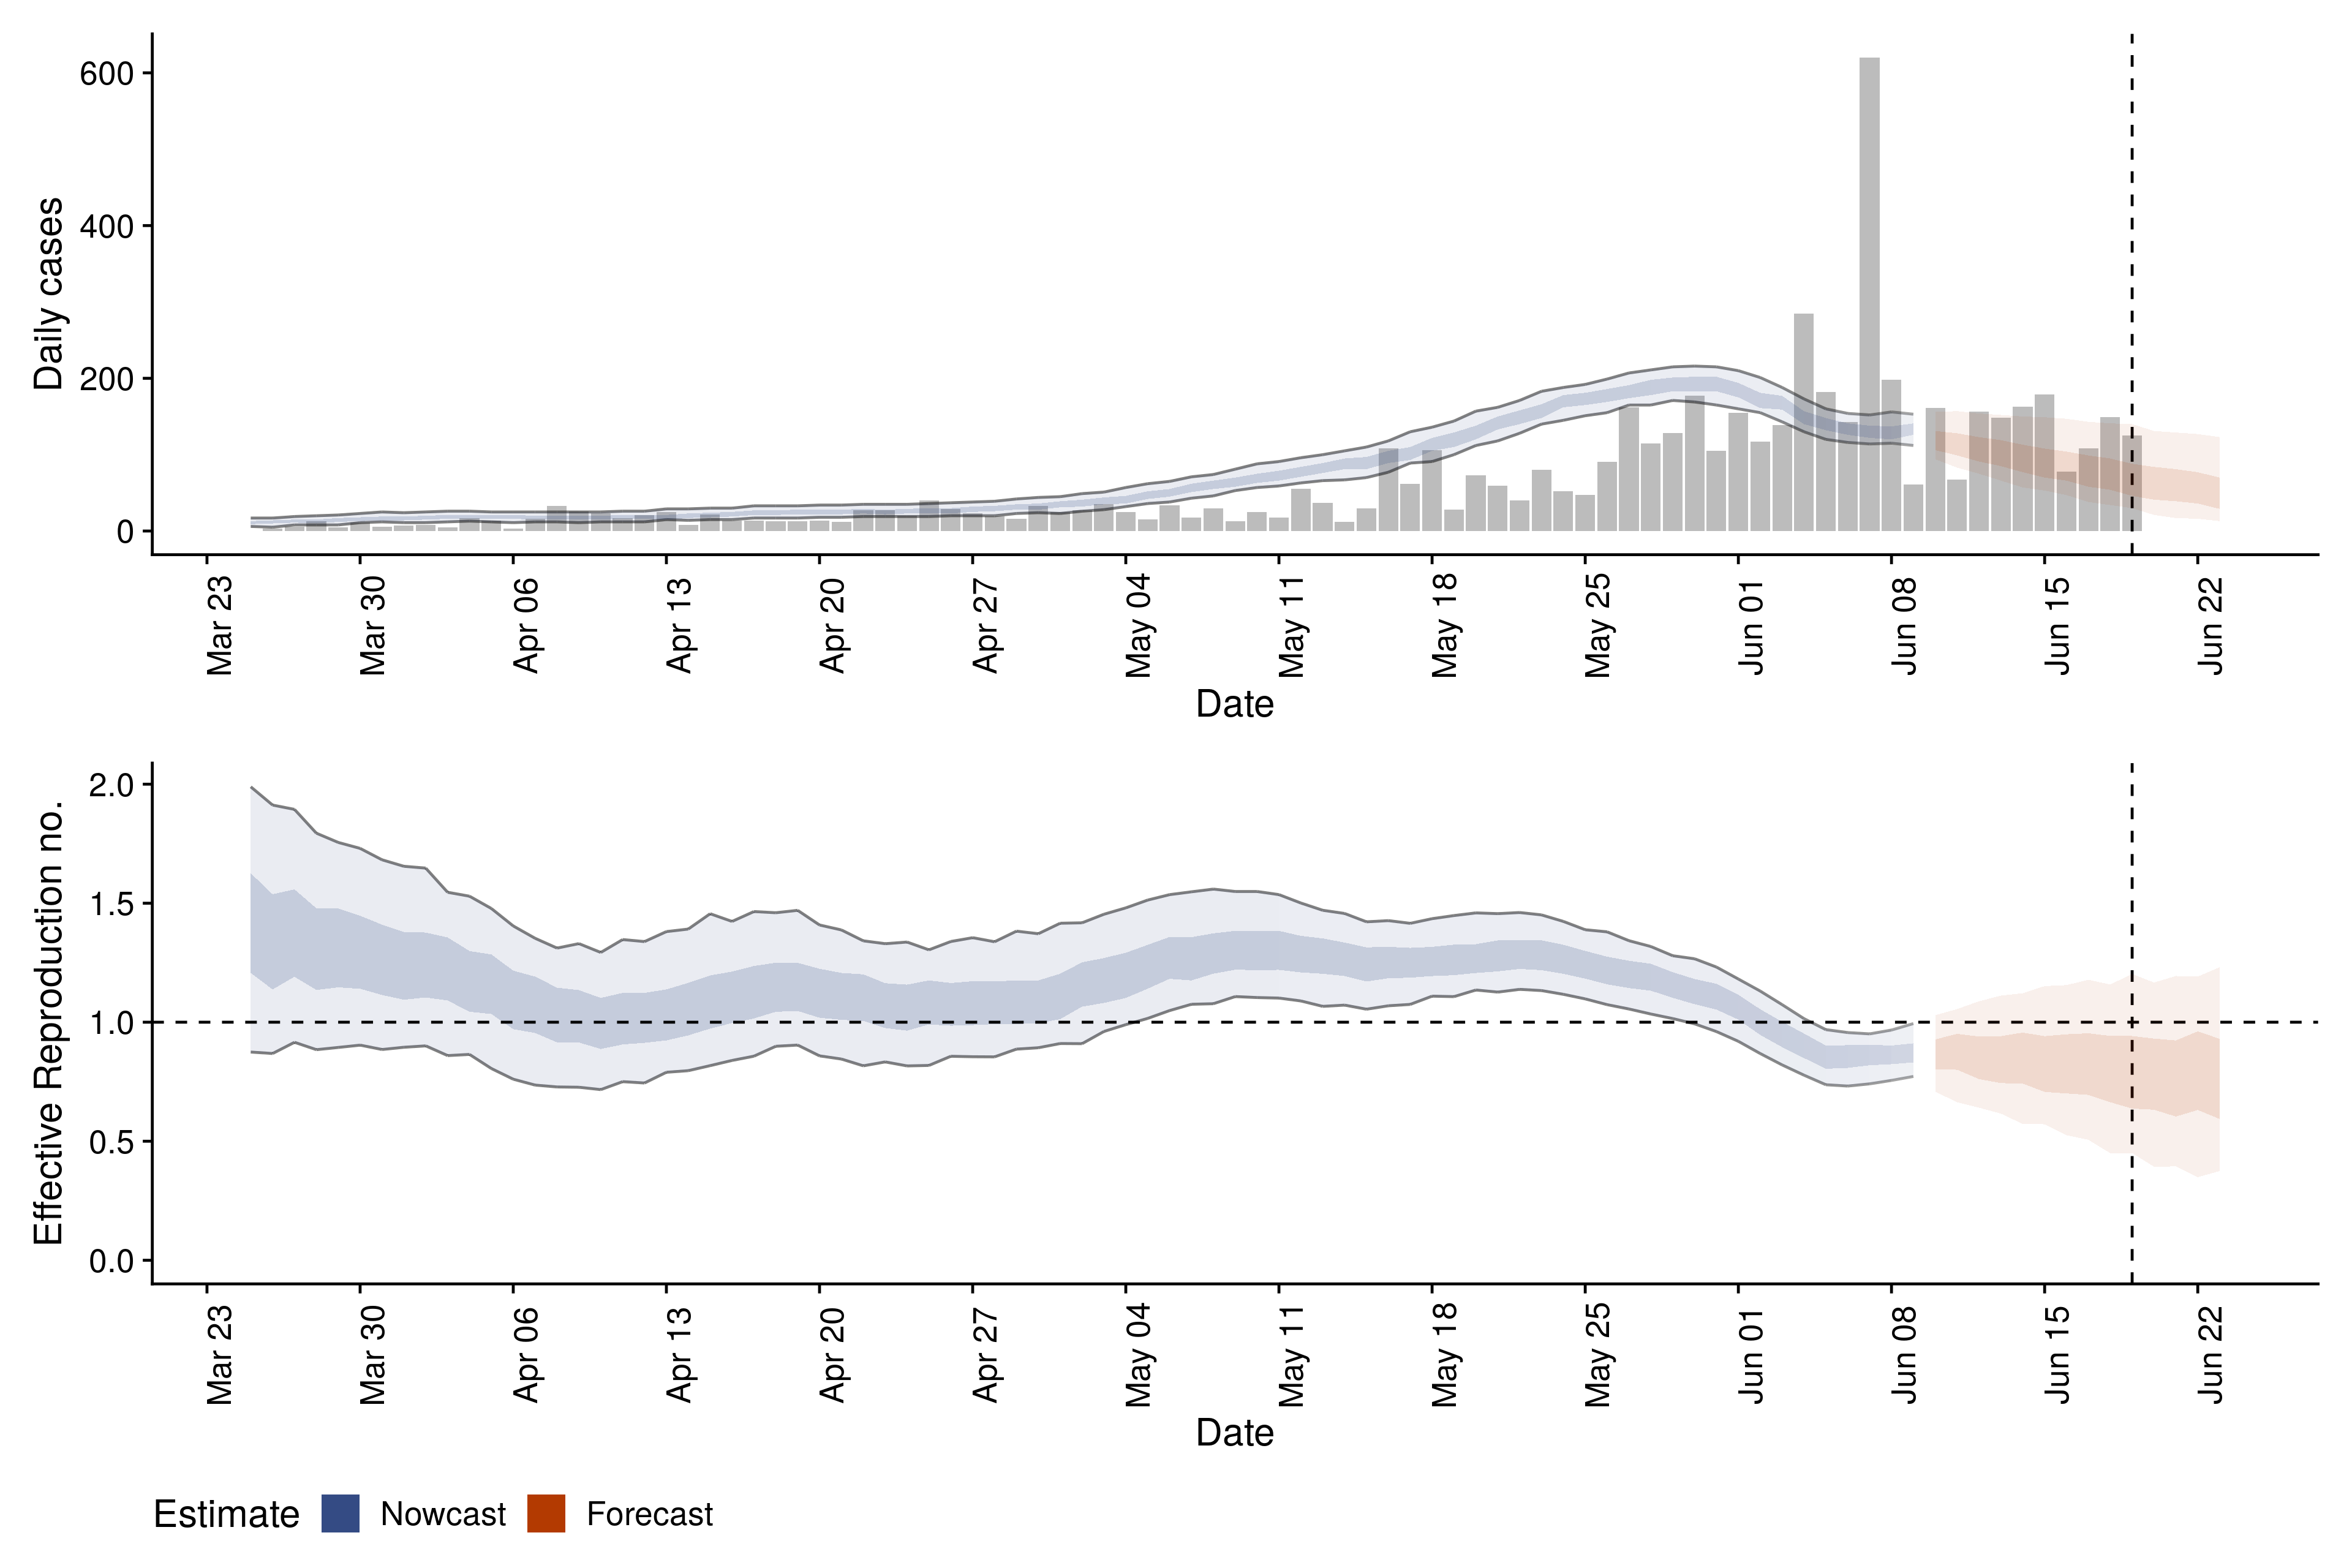 Daily cases
600
400
200
0
Mar 23
Mar 30
Apr 06
Apr 13
Apr 20
Apr 27
May 04
May 11
May 18
May 25
Jun 01
Jun 08
Jun 15
Jun 22
Date
Effective Reproduction no.
2.0
1.5
1.0
0.5
0.0
Mar 23
Mar 30
Apr 06
Apr 13
Apr 20
Apr 27
May 04
May 11
May 18
May 25
Jun 01
Jun 08
Jun 15
Jun 22
Date
Estimate Nowcast Forecast